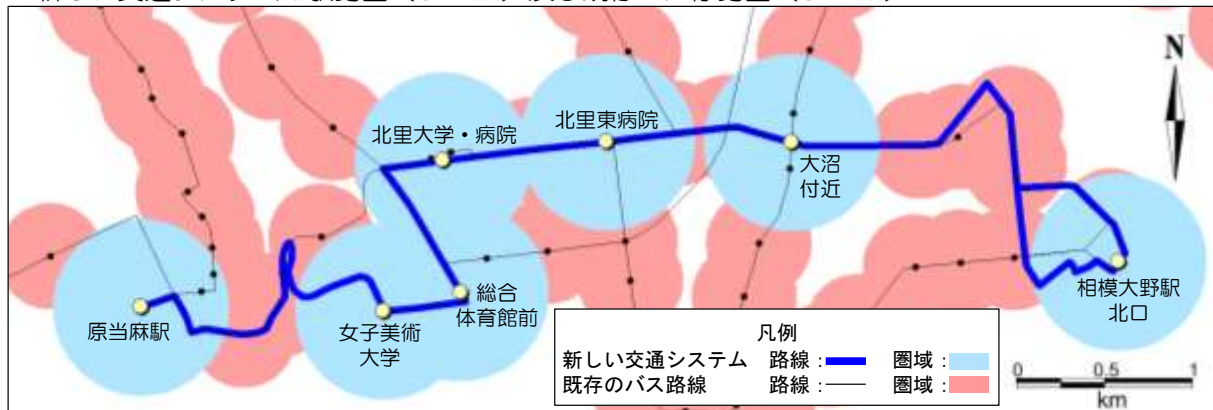 N
北里大学・病院
北里東病院
大沼
付近
原当麻駅
女子美術
大学
総合
体育館前
相模大野駅
北口
凡例
新しい交通システム 路線： 圏域：
既存のバス路線 路線： 圏域：
0 0.5 1
km